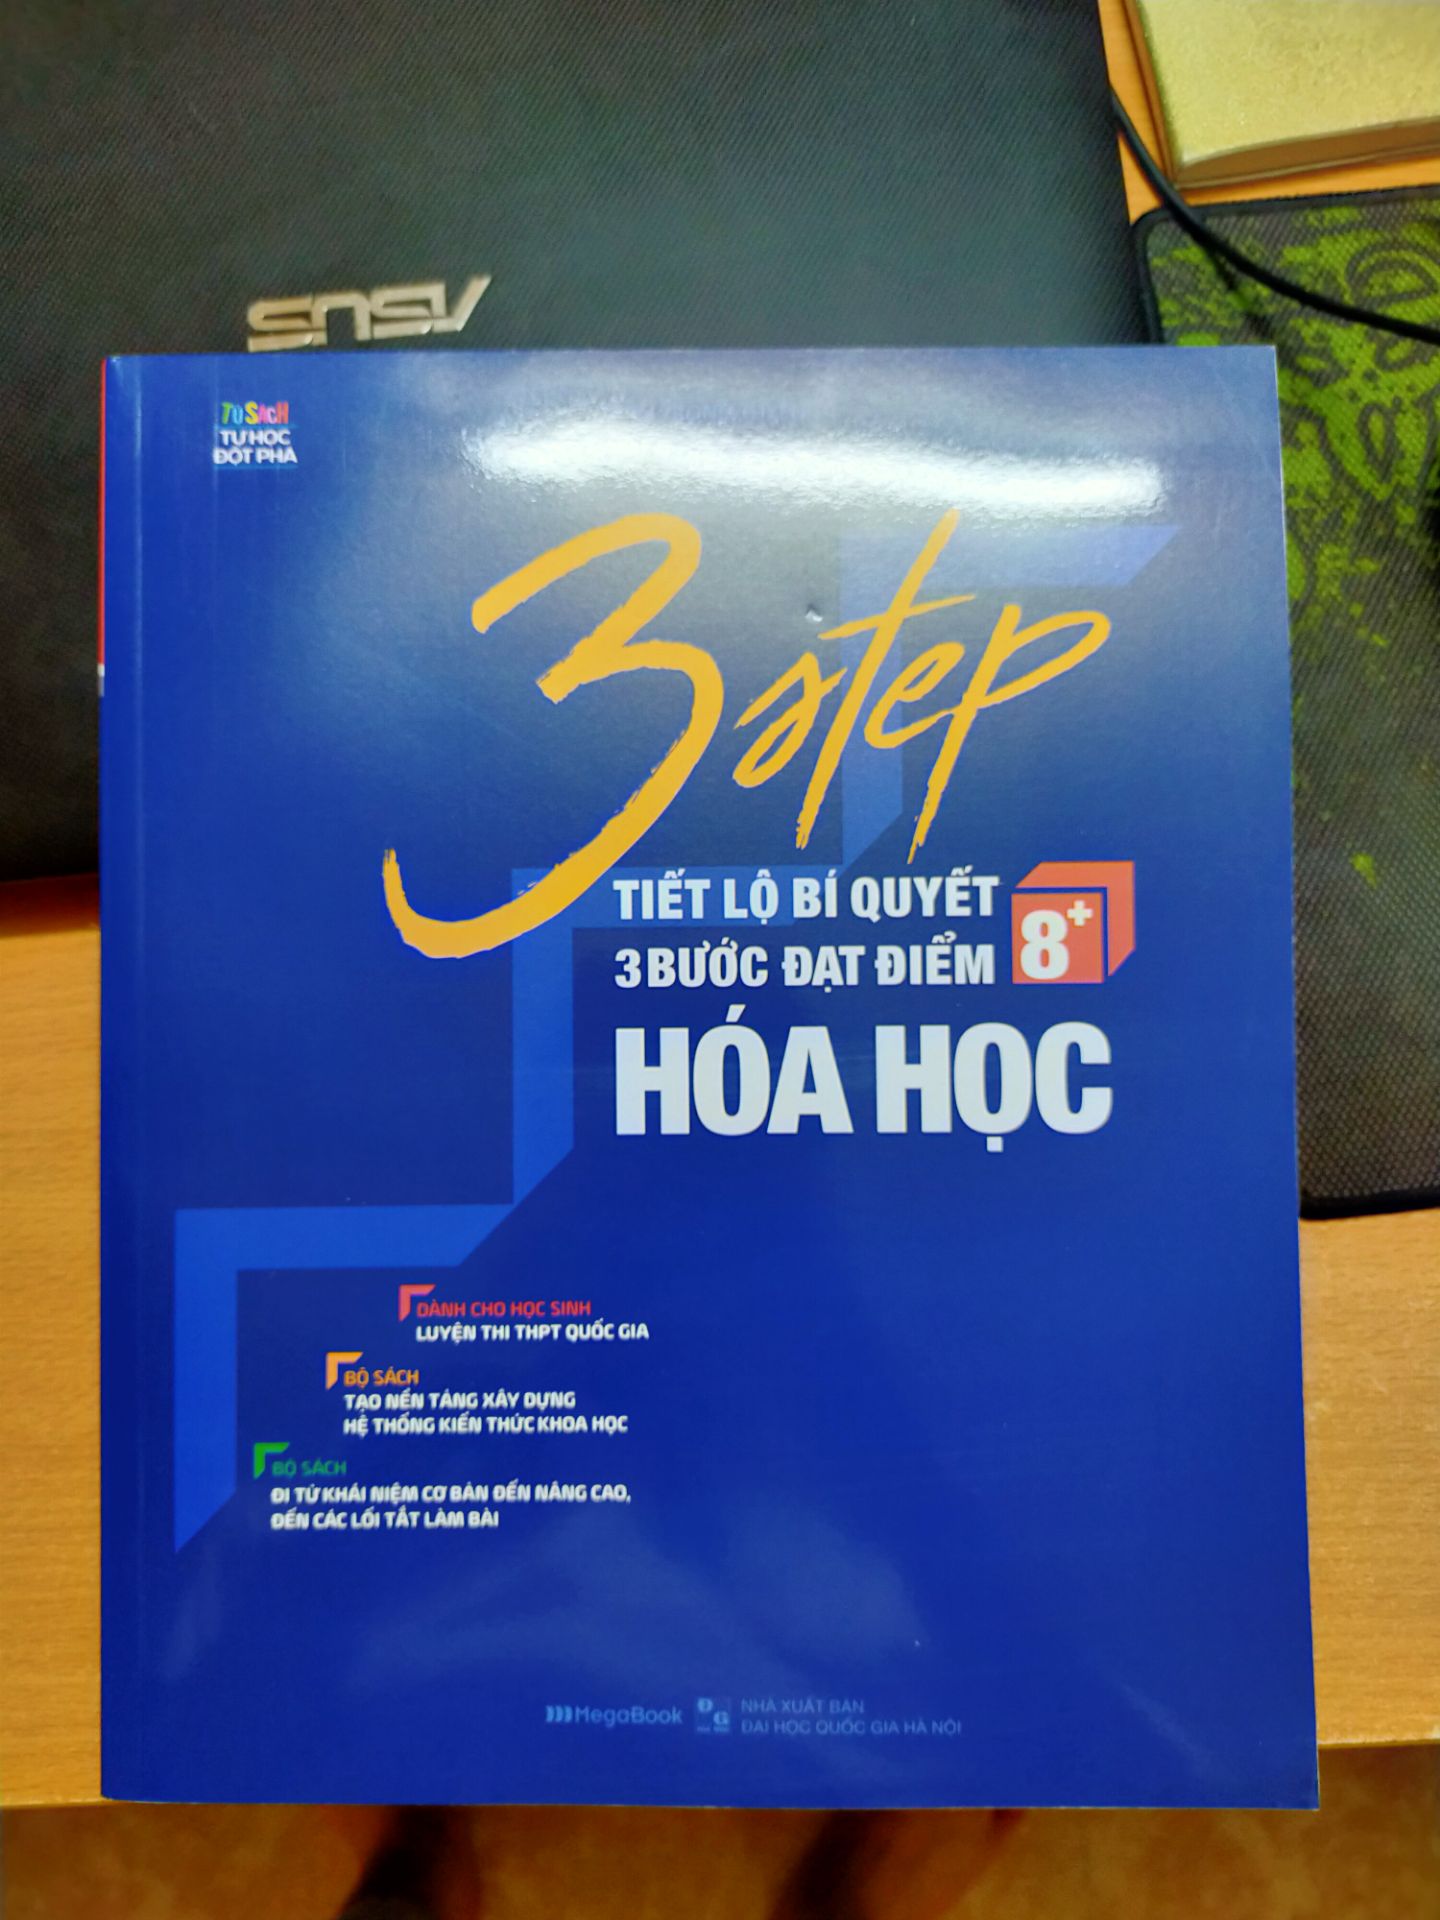 ASUS
TỦ SÁCH
TỰ HỌC
ĐỘT PHÁ
3 step
TIẾT LỘ BÍ QUYẾT
3 BƯỚC ĐẠT ĐIỂM 8+
HÓA HỌC
DÀNH CHO HỌC SINH
LUYỆN THI THPT QUỐC GIA
BỘ SÁCH
TẠO NỀN TẢNG XÂY DỰNG
HỆ THỐNG KIẾN THỨC KHOA HỌC
BỘ SÁCH
ĐI TỪ KHÁI NIỆM CƠ BẢN ĐẾN NÂNG CAO,
ĐẾN CÁC LỐI TẮT LÀM BÀI
MegaBook
NHÀ XUẤT BẢN
ĐẠI HỌC QUỐC GIA HÀ NỘI